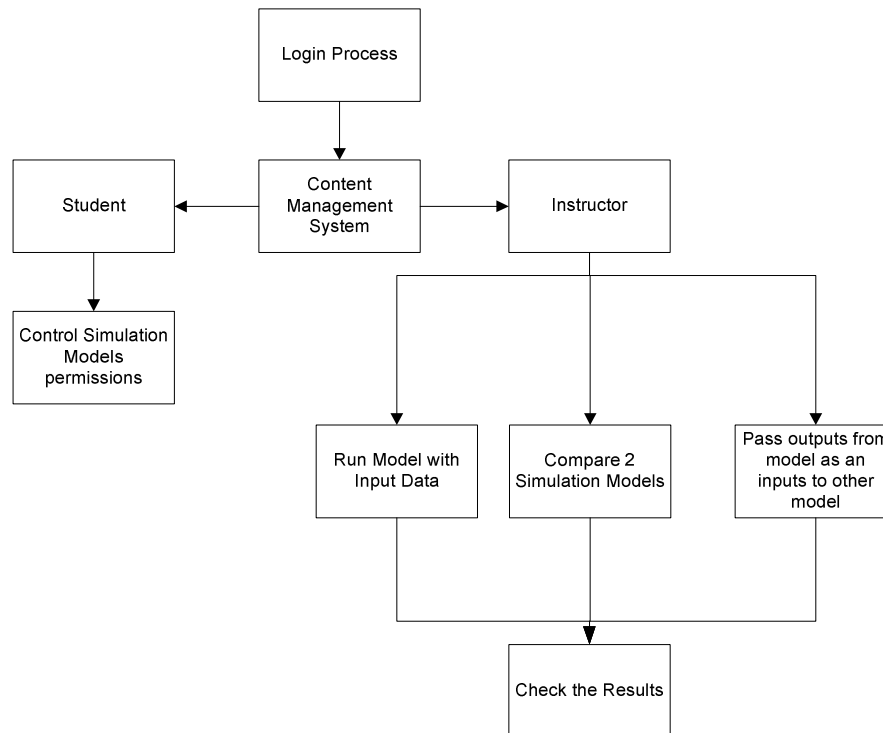 Login Process
Student
Content
Management
System
Instructor
Control Simulation
Models
permissions
Run Model with
Input Data
Compare 2
Simulation Models
Pass outputs from
model as an
inputs to other
model
Check the Results